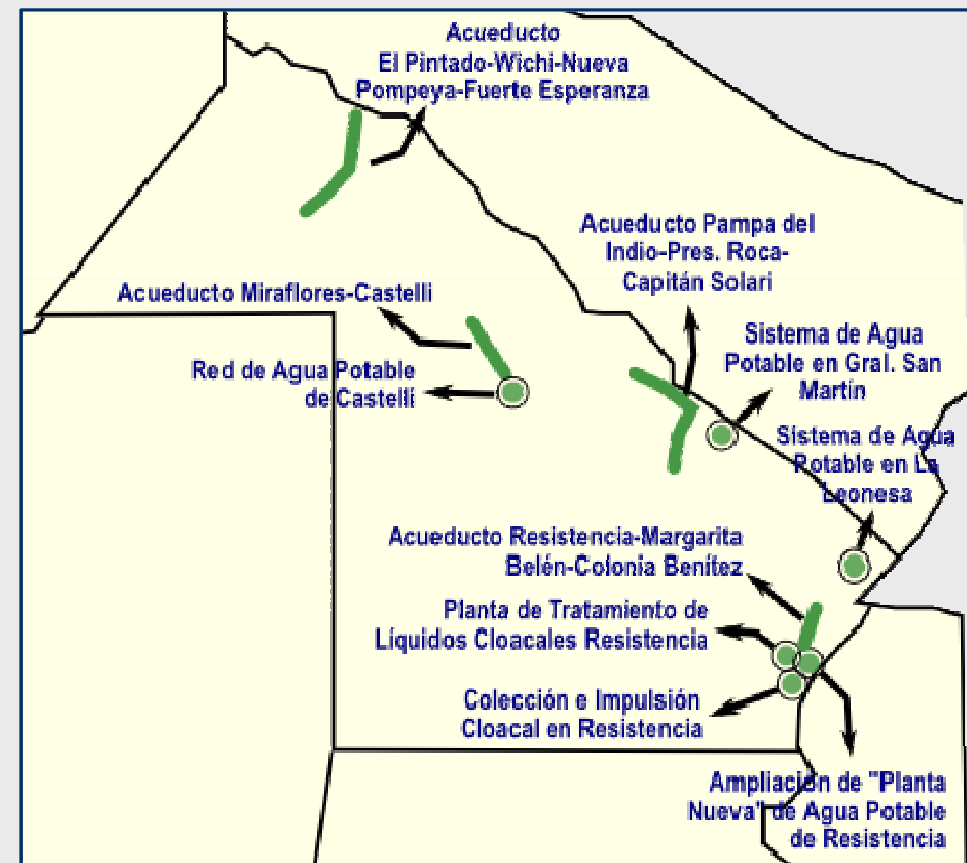 Acueducto
El Pintado-Wichi-Nueva
Pompeya-Fuerte Esperanza
Acueducto Pampa del
Indio-Pres. Roca-
Capitán Solari
Acueducto Miraflores-Castelli
Sistema de Agua
Potable en Gral. San
Martín
Red de Agua Potable
de Castelli
Sistema de Agua
Potable en La
Leonesa
Acueducto Resistencia-Margarita
Belén-Colonia Benítez
Planta de Tratamiento de
Líquidos Cloacales Resistencia
Colección e Impulsión
Cloacal en Resistencia
Ampliación de "Planta
Nueva" de Agua Potable
de Resistencia